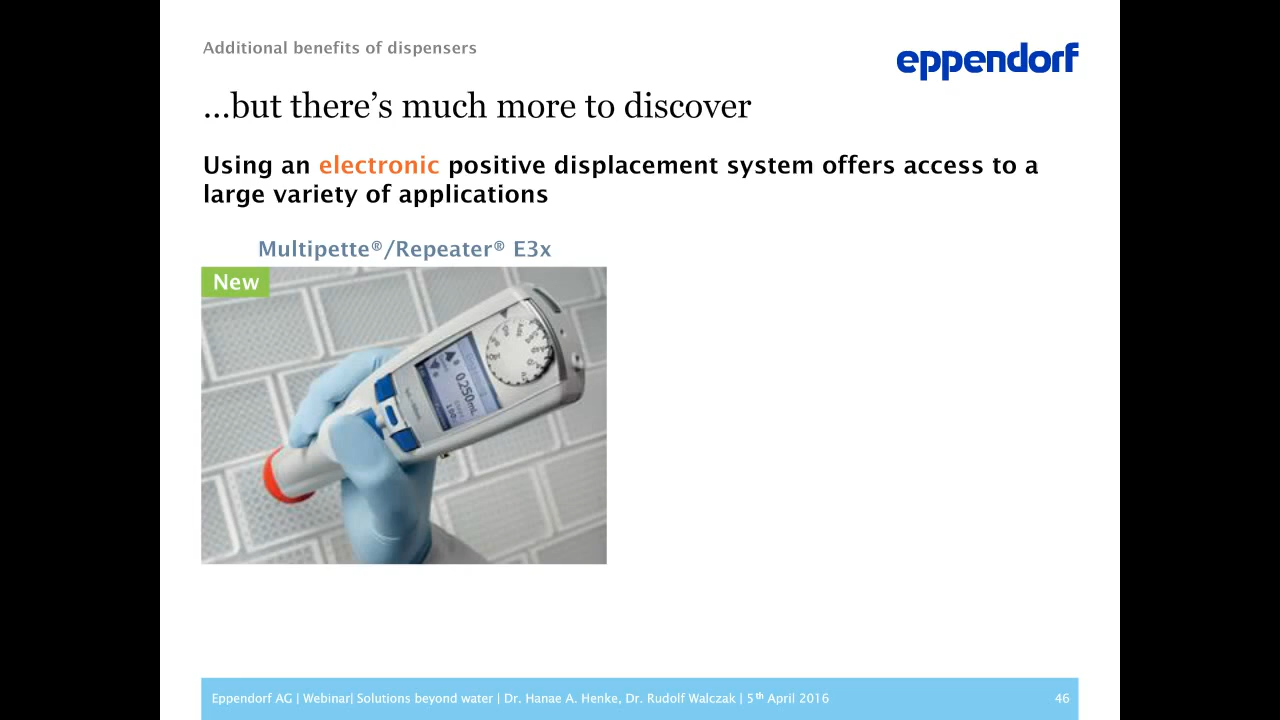 Additional benefits of dispensers
eppendorf
...but there's much more to discover
Using an electronic positive displacement system offers access to a
large variety of applications
Multipette®/Repeater® E3x
New
0.250mL
Eppendorf AG | Webinar| Solutions beyond water | Dr. Hanae A. Henke, Dr. Rudolf Walczak | 5th April 2016
46